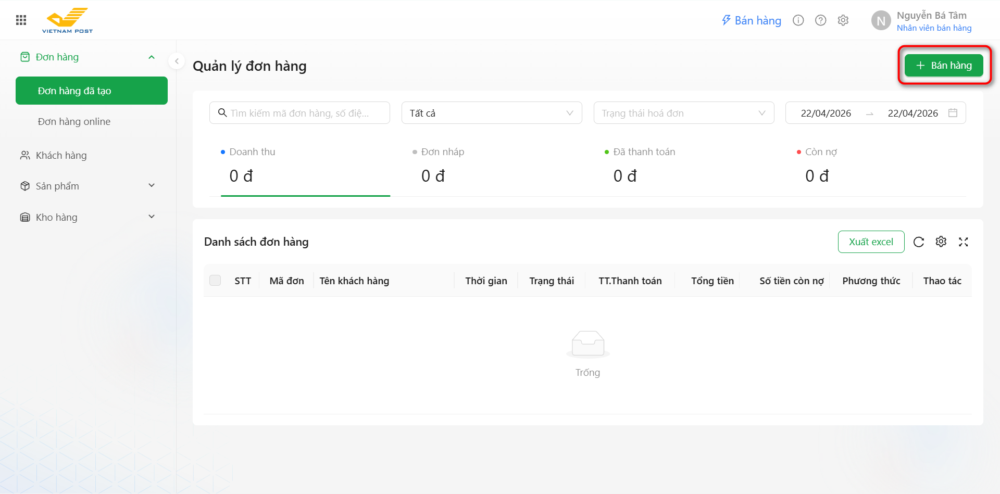 VIETNAM POST
Bán hàng
N
Nguyễn Bá Tâm
Nhân viên bán hàng
Đơn hàng
Đơn hàng đã tạo
Đơn hàng online
Khách hàng
Sản phẩm
Kho hàng
Quản lý đơn hàng
Bán hàng
Tìm kiếm mã đơn hàng, số điệ...
Tất cả
Trạng thái hoá đơn
22/04/2026
22/04/2026
Doanh thu
0 đ
Đơn nháp
0 đ
Đã thanh toán
0 đ
Còn nợ
0 đ
Danh sách đơn hàng
Xuất excel
STT
Mã đơn
Tên khách hàng
Thời gian
Trạng thái
TT.Thanh toán
Tổng tiền
Số tiền còn nợ
Phương thức
Thao tác
Trống